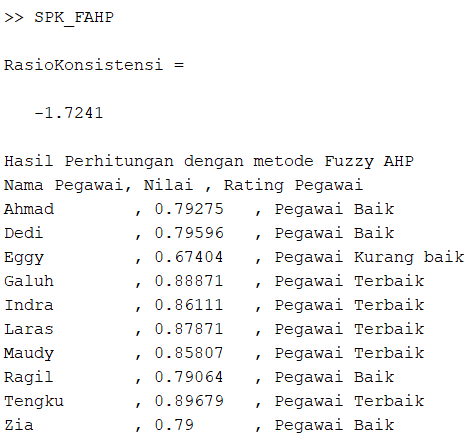 >> SPK_FAHP
RasioKonsistensi =
-1.7241
Hasil Perhitungan dengan metode Fuzzy AHP
Nama Pegawai, Nilai , Rating Pegawai
Ahmad , 0.79275 , Pegawai Baik
Dedi , 0.79596 , Pegawai Baik
Eggy , 0.67404 , Pegawai Kurang baik
Galuh , 0.88871 , Pegawai Terbaik
Indra , 0.86111 , Pegawai Terbaik
Laras , 0.87871 , Pegawai Terbaik
Maudy , 0.85807 , Pegawai Terbaik
Ragil , 0.79064 , Pegawai Baik
Tengku , 0.89679 , Pegawai Terbaik
Zia , 0.79 , Pegawai Baik